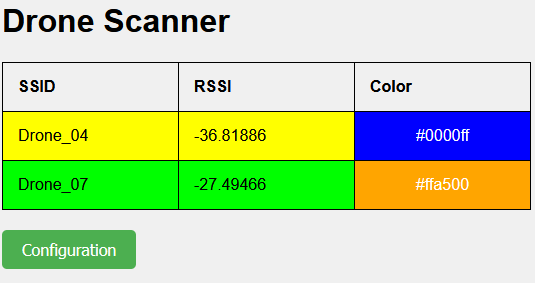 Drone Scanner
SSID RSSI Color
Drone_04 -36.81886 #0000ff
Drone_07 -27.49466 #ffa500
Configuration